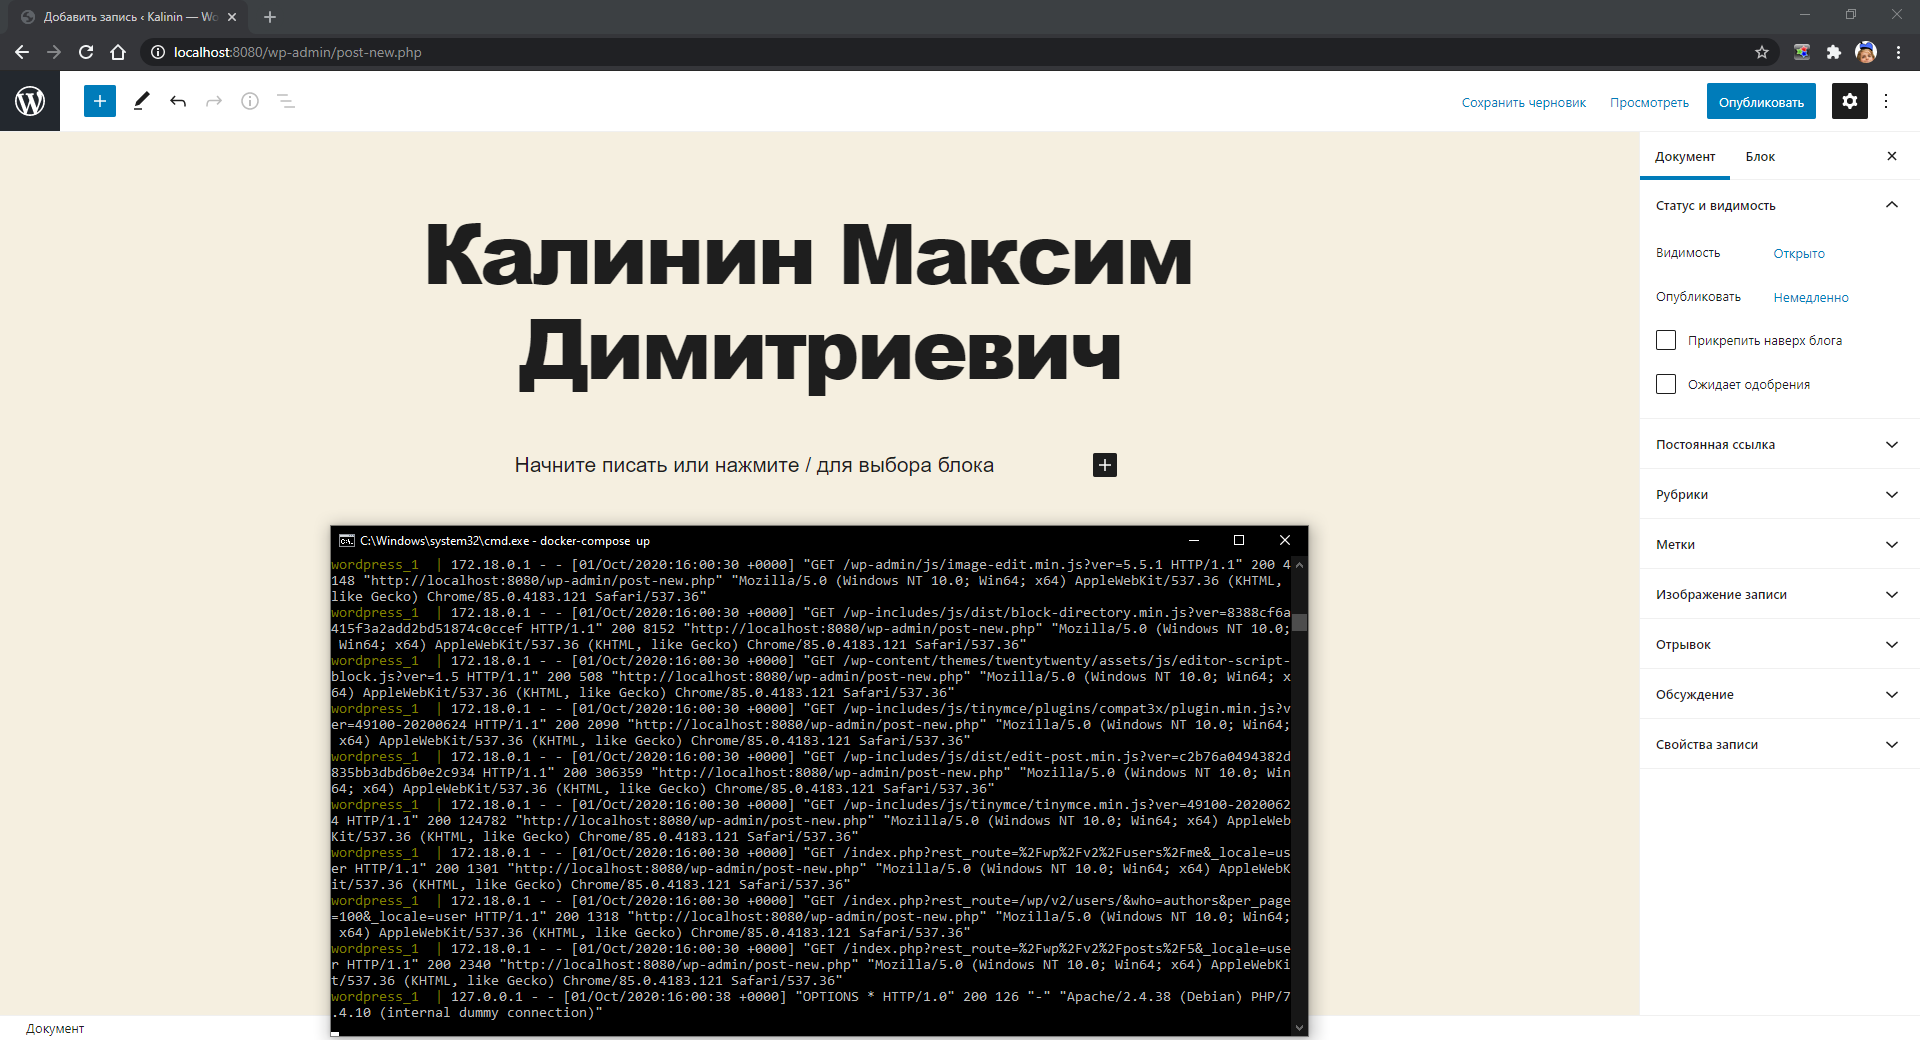 Добавить запись ‹ Kalinin — Wo
localhost:8080/wp-admin/post-new.php
Сохранить черновик
Просмотреть
Опубликовать
Документ
Блок
Статус и видимость
Видимость
Открыто
Опубликовать
Немедленно
Прикрепить наверх блога
Ожидает одобрения
Постоянная ссылка
Рубрики
Метки
Изображение записи
Отрывок
Обсуждение
Свойства записи
Калинин Максим
Димитриевич
Начните писать или нажмите / для выбора блока
C:\Windows\system32\cmd.exe - docker-compose up
wordpress_1  | 172.18.0.1 - - [01/Oct/2020:16:00:30 +0000] "GET /wp-admin/js/image-edit.min.js?ver=5.5.1 HTTP/1.1" 200 4
148 "http://localhost:8080/wp-admin/post-new.php" "Mozilla/5.0 (Windows NT 10.0; Win64; x64) AppleWebKit/537.36 (KHTML,
like Gecko) Chrome/85.0.4183.121 Safari/537.36"
wordpress_1  | 172.18.0.1 - - [01/Oct/2020:16:00:30 +0000] "GET /wp-includes/js/dist/block-directory.min.js?ver=8388cf6a
415f3a2add2bd51874c0ccef HTTP/1.1" 200 8152 "http://localhost:8080/wp-admin/post-new.php" "Mozilla/5.0 (Windows NT 10.0;
Win64; x64) AppleWebKit/537.36 (KHTML, like Gecko) Chrome/85.0.4183.121 Safari/537.36"
wordpress_1  | 172.18.0.1 - - [01/Oct/2020:16:00:30 +0000] "GET /wp-content/themes/twentytwenty/assets/js/editor-script-
block.js?ver=1.5 HTTP/1.1" 200 508 "http://localhost:8080/wp-admin/post-new.php" "Mozilla/5.0 (Windows NT 10.0; Win64; x
64) AppleWebKit/537.36 (KHTML, like Gecko) Chrome/85.0.4183.121 Safari/537.36"
wordpress_1  | 172.18.0.1 - - [01/Oct/2020:16:00:30 +0000] "GET /wp-includes/js/tinymce/plugins/compat3x/plugin.min.js?v
er=49100-20200624 HTTP/1.1" 200 2090 "http://localhost:8080/wp-admin/post-new.php" "Mozilla/5.0 (Windows NT 10.0; Win64;
x64) AppleWebKit/537.36 (KHTML, like Gecko) Chrome/85.0.4183.121 Safari/537.36"
wordpress_1  | 172.18.0.1 - - [01/Oct/2020:16:00:30 +0000] "GET /wp-includes/js/dist/edit-post.min.js?ver=c2b76a0494382d
835bb3dbd6b0e2c934 HTTP/1.1" 200 306359 "http://localhost:8080/wp-admin/post-new.php" "Mozilla/5.0 (Windows NT 10.0; Win
64; x64) AppleWebKit/537.36 (KHTML, like Gecko) Chrome/85.0.4183.121 Safari/537.36"
wordpress_1  | 172.18.0.1 - - [01/Oct/2020:16:00:30 +0000] "GET /wp-includes/js/tinymce/tinymce.min.js?ver=49100-2020062
4 HTTP/1.1" 200 124782 "http://localhost:8080/wp-admin/post-new.php" "Mozilla/5.0 (Windows NT 10.0; Win64; x64) AppleWeb
Kit/537.36 (KHTML, like Gecko) Chrome/85.0.4183.121 Safari/537.36"
wordpress_1  | 172.18.0.1 - - [01/Oct/2020:16:00:30 +0000] "GET /index.php?rest_route=%2Fwp%2Fv2%2Fusers%2Fme&_locale=us
er HTTP/1.1" 200 1301 "http://localhost:8080/wp-admin/post-new.php" "Mozilla/5.0 (Windows NT 10.0; Win64; x64) AppleWebK
it/537.36 (KHTML, like Gecko) Chrome/85.0.4183.121 Safari/537.36"
wordpress_1  | 172.18.0.1 - - [01/Oct/2020:16:00:30 +0000] "GET /index.php?rest_route=/wp/v2/users/&who=authors&per_page
=100&_locale=user HTTP/1.1" 200 1318 "http://localhost:8080/wp-admin/post-new.php" "Mozilla/5.0 (Windows NT 10.0; Win64;
x64) AppleWebKit/537.36 (KHTML, like Gecko) Chrome/85.0.4183.121 Safari/537.36"
wordpress_1  | 172.18.0.1 - - [01/Oct/2020:16:00:30 +0000] "GET /index.php?rest_route=%2Fwp%2Fv2%2Fposts%2F5&_locale=use
r HTTP/1.1" 200 2340 "http://localhost:8080/wp-admin/post-new.php" "Mozilla/5.0 (Windows NT 10.0; Win64; x64) AppleWebKi
t/537.36 (KHTML, like Gecko) Chrome/85.0.4183.121 Safari/537.36"
wordpress_1  | 127.0.0.1 - - [01/Oct/2020:16:00:38 +0000] "OPTIONS * HTTP/1.0" 200 126 "-" "Apache/2.4.38 (Debian) PHP/7
.4.10 (internal dummy connection)"
Документ